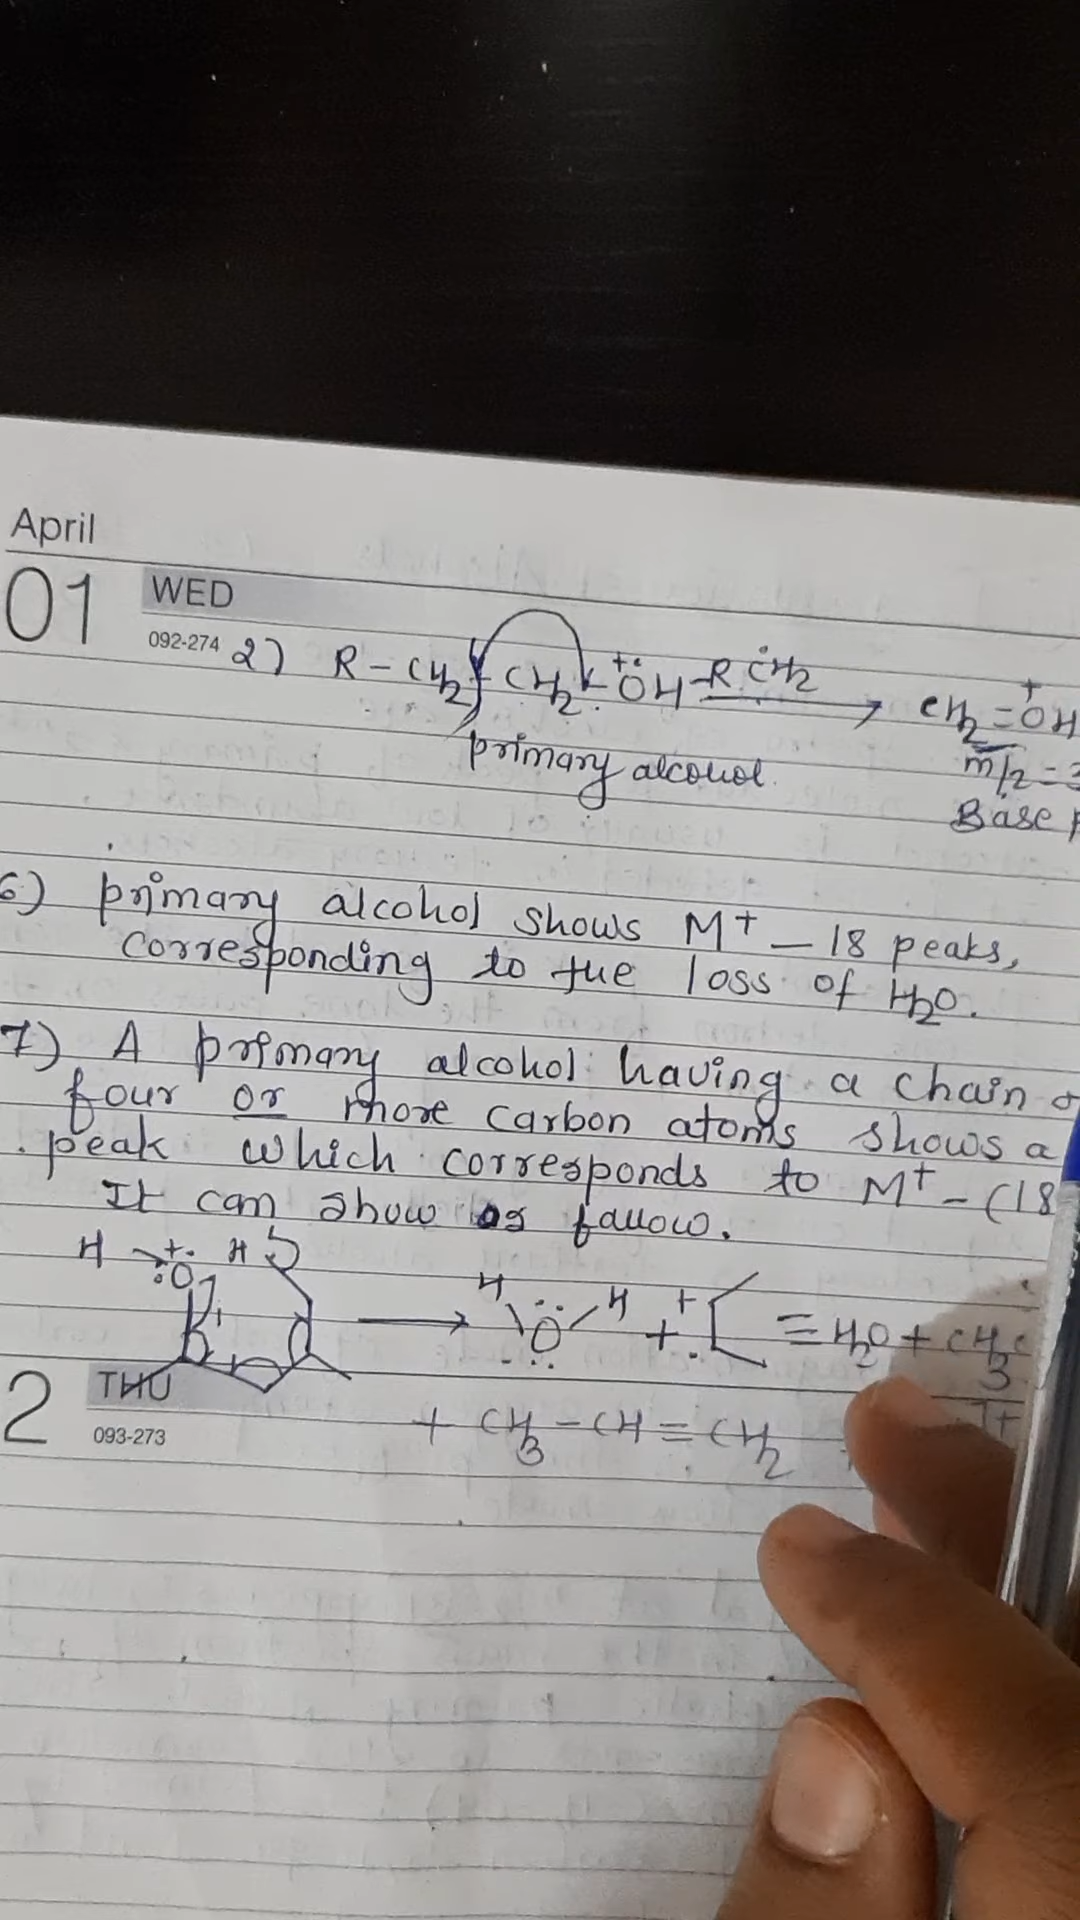 April
01 WED
092-274 2) R-CH2 CH2 - ÖH -R ĊH2 → CH2=OH
primary alcohol. m/z =
Base
6) primary alcohol shows M+ - 18 peaks,
corresponding to the loss of H2O.
7) A primary alcohol having a chain
four or more carbon atoms shows a
peak which corresponds to M+ - (18
It can show as fallow.
H +. H
:O → H H + = H2O + CH3
O +
2 THU
093-273 + CH3 - CH = CH2